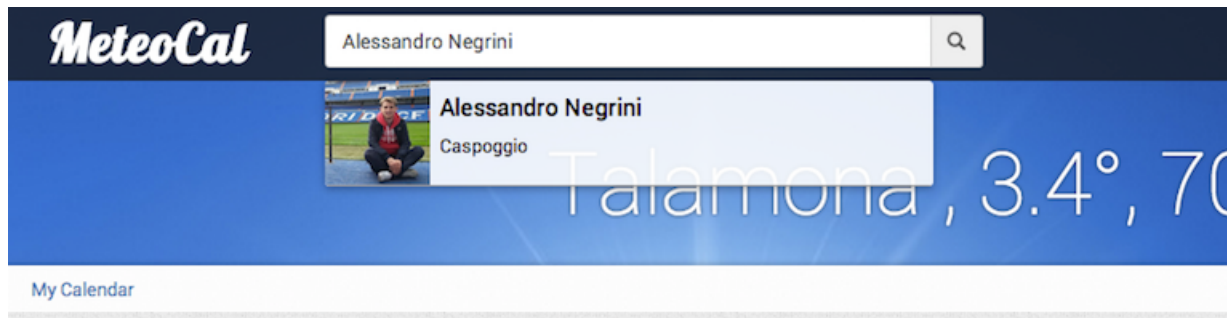 MeteoCal
Alessandro Negrini
Alessandro Negrini
Caspoggio
Talamona , 3.4°, 70
My Calendar